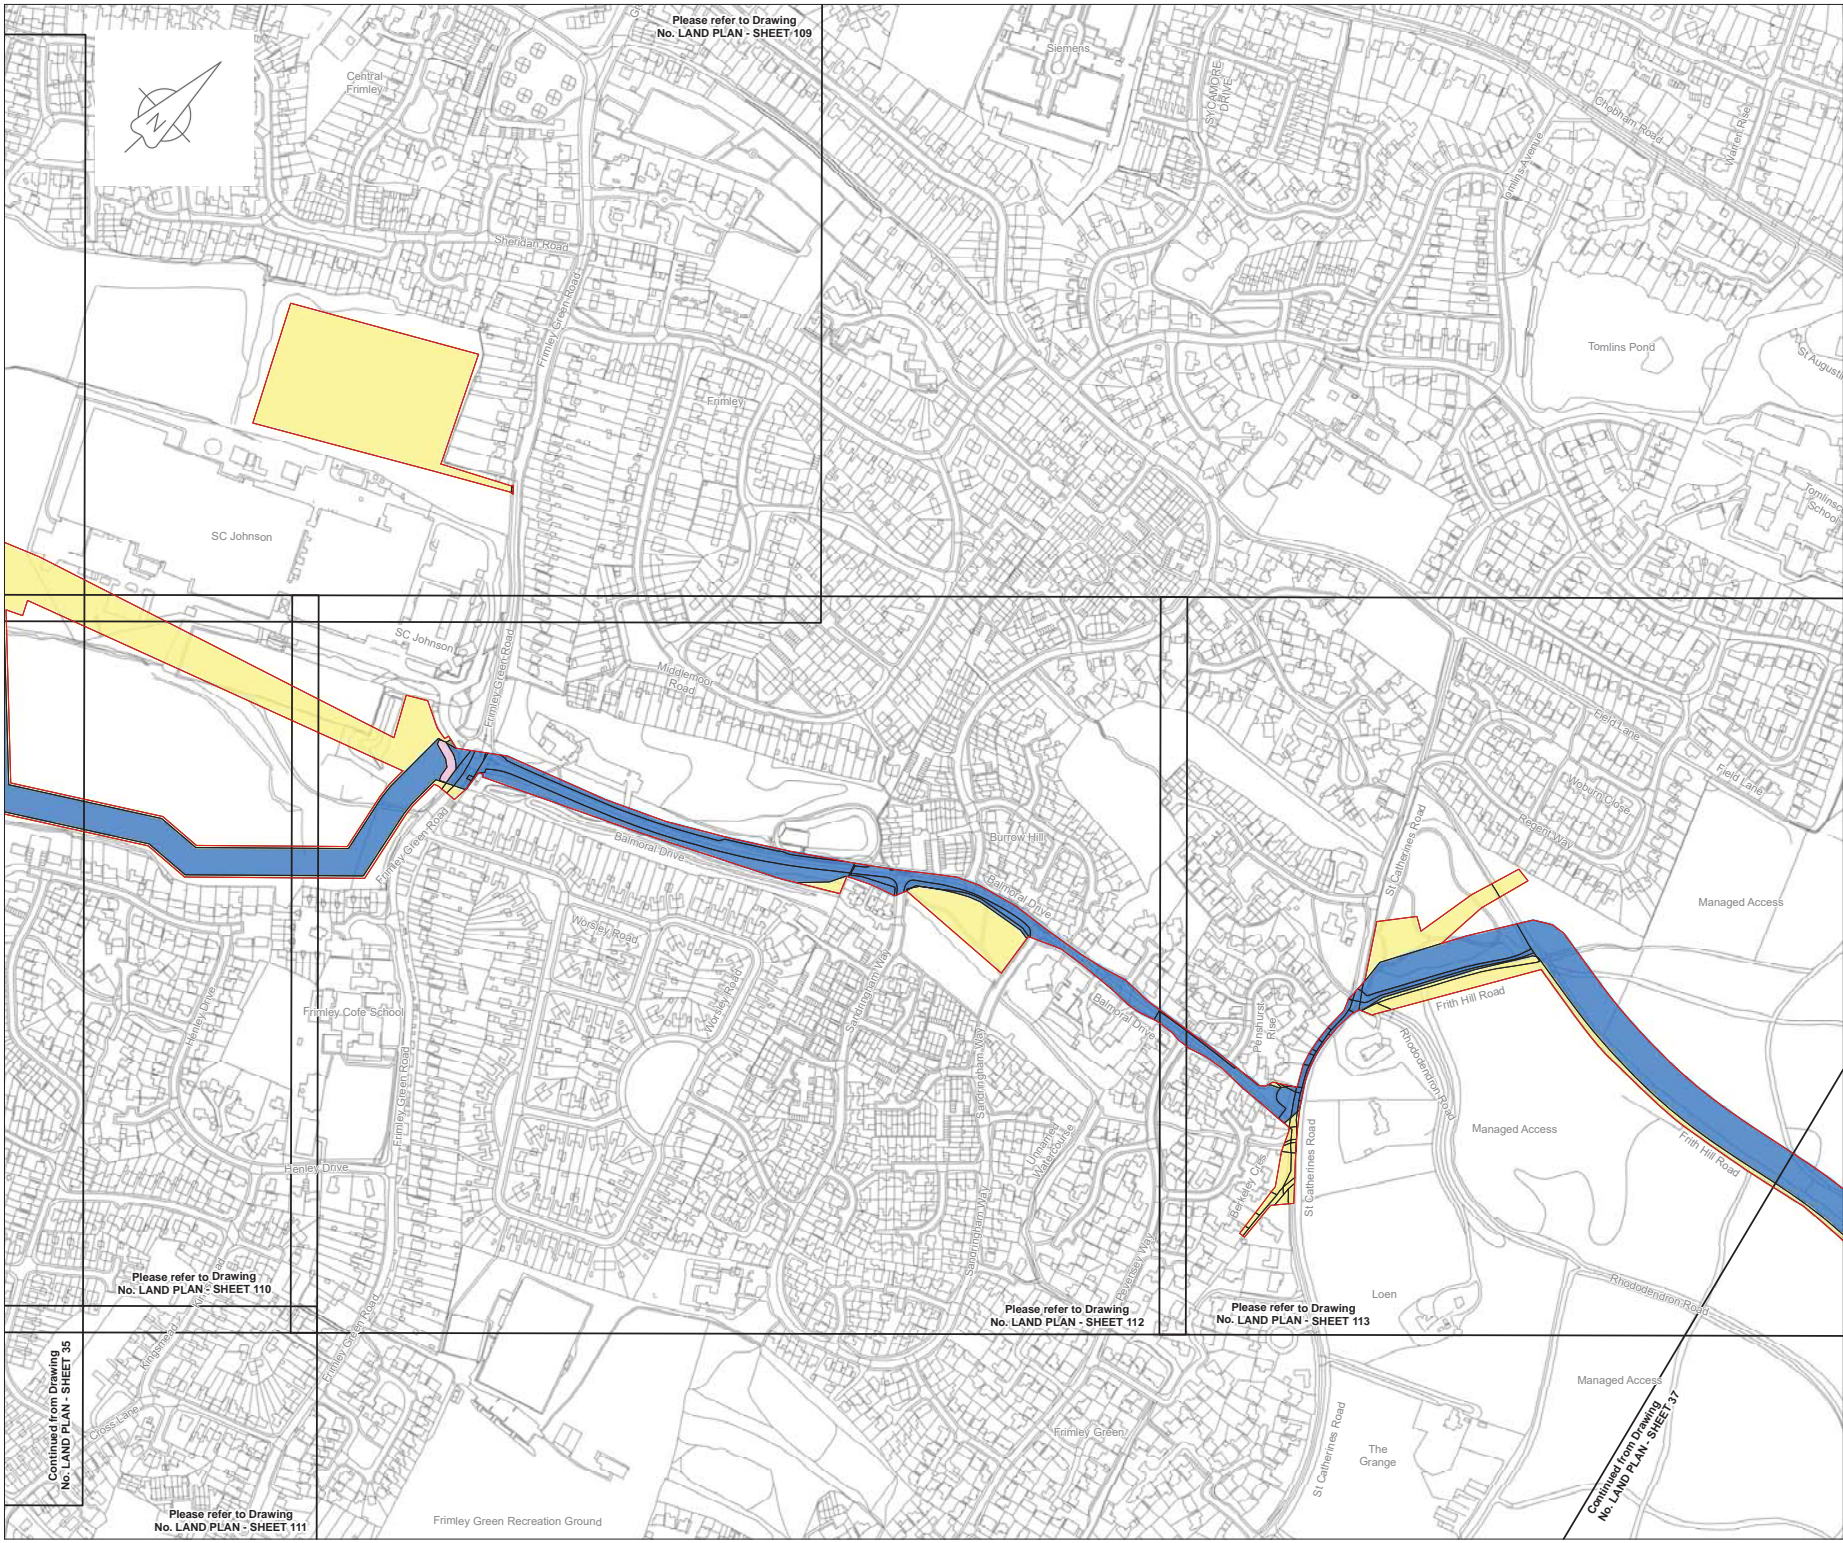 Please refer to Drawing
No. LAND PLAN - SHEET 109
Siemens
Central
Frimley
SYCAMORE
DRIVE
Chobham Road
Warren Rise
Tomlins Avenue
N
Sheridan Road
Frimley Green Road
Tomlins Pond
Frimley
SC Johnson
SC Johnson
Frimley Green Road
Middlemoor
Road
Field Lane
Field Lane
Woburn Close
Regent Way
St Catherines Road
Balmoral Drive
Burrow Hill
Balmoral Drive
Managed Access
Frimley Green Road
Worsley Road
Worsley Road
Sandringham Way
Frith Hill Road
Henley Drive
Frimley Cofe School
Balmoral Drive
Penshurst
Rise
Rhododendron Road
Frimley Green Road
Sandringham Way
Unnamed
Watercourse
Managed Access
Frith Hill Road
Henley Drive
Berkeley Cres
St Catherines Road
Sandringham Way
Pevensey Way
Please refer to Drawing
No. LAND PLAN - SHEET 110
Loen
Rhododendron Road
Please refer to Drawing
No. LAND PLAN - SHEET 112
Please refer to Drawing
No. LAND PLAN - SHEET 113
Frimley Green Road
Kingshead
Continued from Drawing
No. LAND PLAN - SHEET 35
Cross Lane
Managed Access
Continued from Drawing
No. LAND PLAN - SHEET 37
Frimley Green
St Catherines Road
The
Grange
Please refer to Drawing
No. LAND PLAN - SHEET 111
Frimley Green Recreation Ground